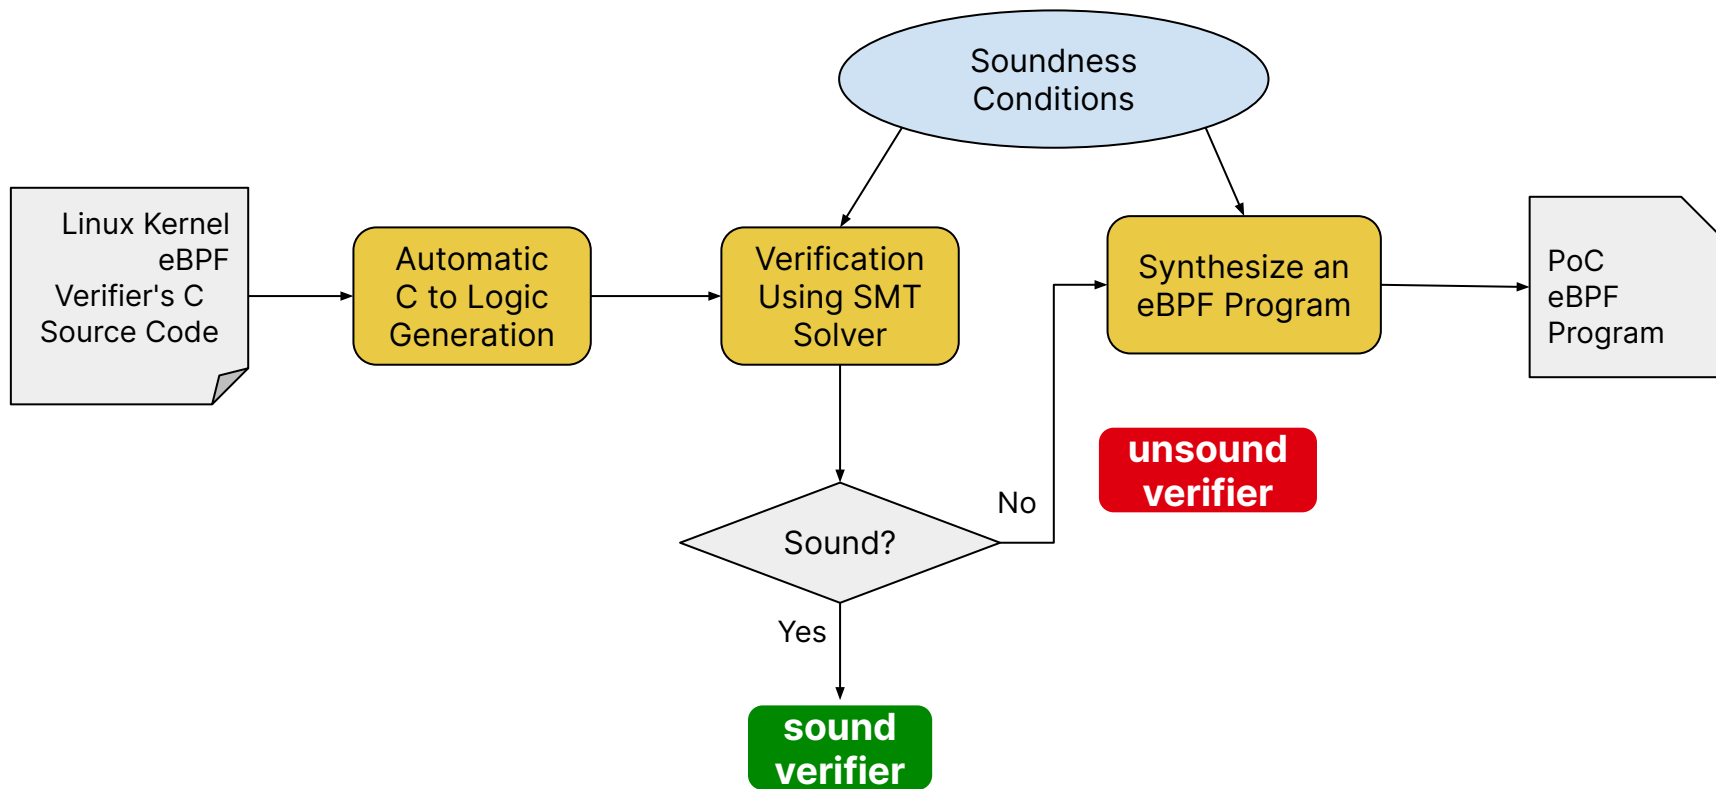 Soundness
Conditions
Linux Kernel
eBPF
Verifier's C
Source Code
Automatic
C to Logic
Generation
Verification
Using SMT
Solver
Synthesize an
eBPF Program
PoC
eBPF
Program
unsound
verifier
No
Sound?
Yes
sound
verifier